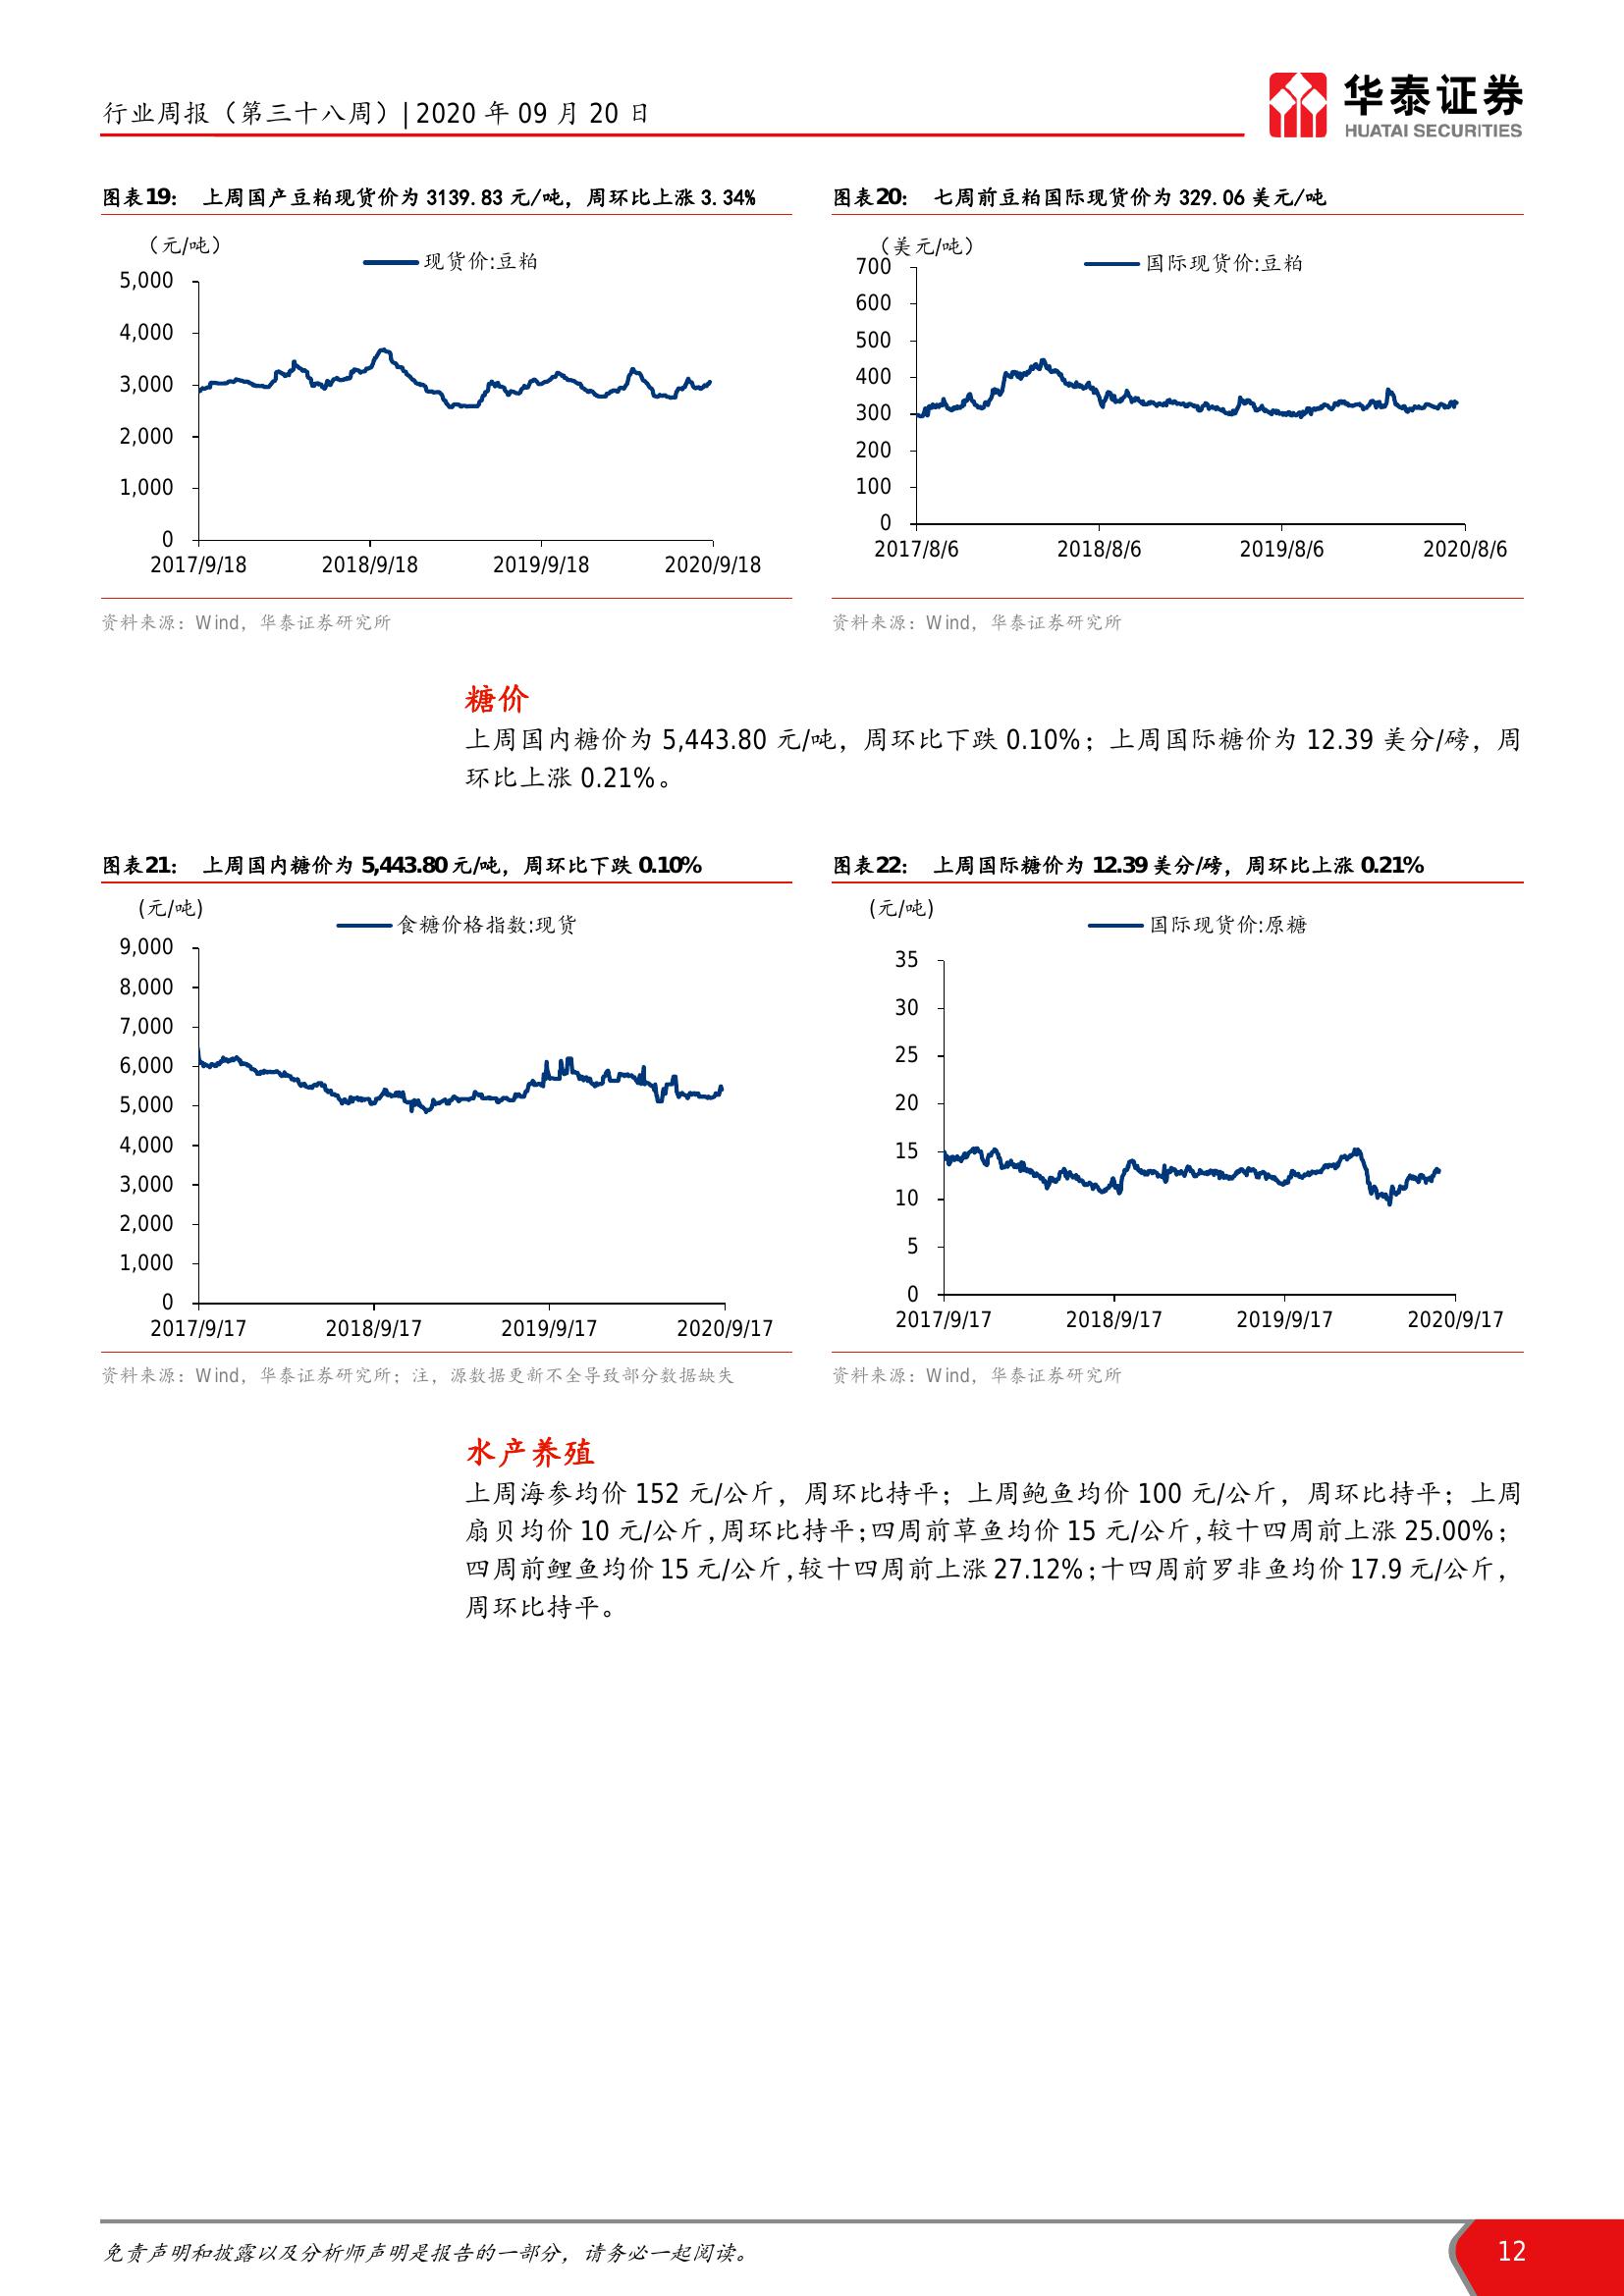 行业周报（第三十八周）| 2020 年 09 月 20 日
华泰证券
HUATAI SECURITIES
图表19： 上周国产豆粕现货价为 3139.83 元/吨，周环比上涨 3.34%
（元/吨）
现货价:豆粕
5,000
4,000
3,000
2,000
1,000
0
2017/9/18 2018/9/18 2019/9/18 2020/9/18
资料来源：Wind，华泰证券研究所
图表20： 七周前豆粕国际现货价为 329.06 美元/吨
（美元/吨）
国际现货价:豆粕
700
600
500
400
300
200
100
0
2017/8/6 2018/8/6 2019/8/6 2020/8/6
资料来源：Wind，华泰证券研究所
糖价
上周国内糖价为 5,443.80 元/吨，周环比下跌 0.10%；上周国际糖价为 12.39 美分/磅，周
环比上涨 0.21%。
图表21： 上周国内糖价为 5,443.80 元/吨，周环比下跌 0.10%
(元/吨)
食糖价格指数:现货
9,000
8,000
7,000
6,000
5,000
4,000
3,000
2,000
1,000
0
2017/9/17 2018/9/17 2019/9/17 2020/9/17
资料来源：Wind，华泰证券研究所；注，源数据更新不全导致部分数据缺失
图表22： 上周国际糖价为 12.39 美分/磅，周环比上涨 0.21%
(元/吨)
国际现货价:原糖
35
30
25
20
15
10
5
0
2017/9/17 2018/9/17 2019/9/17 2020/9/17
资料来源：Wind，华泰证券研究所
水产养殖
上周海参均价 152 元/公斤，周环比持平；上周鲍鱼均价 100 元/公斤，周环比持平；上周
扇贝均价 10 元/公斤，周环比持平；四周前草鱼均价 15 元/公斤，较十四周前上涨 25.00%；
四周前鲤鱼均价 15 元/公斤，较十四周前上涨 27.12%；十四周前罗非鱼均价 17.9 元/公斤，
周环比持平。
免责声明和披露以及分析师声明是报告的一部分，请务必一起阅读。
12